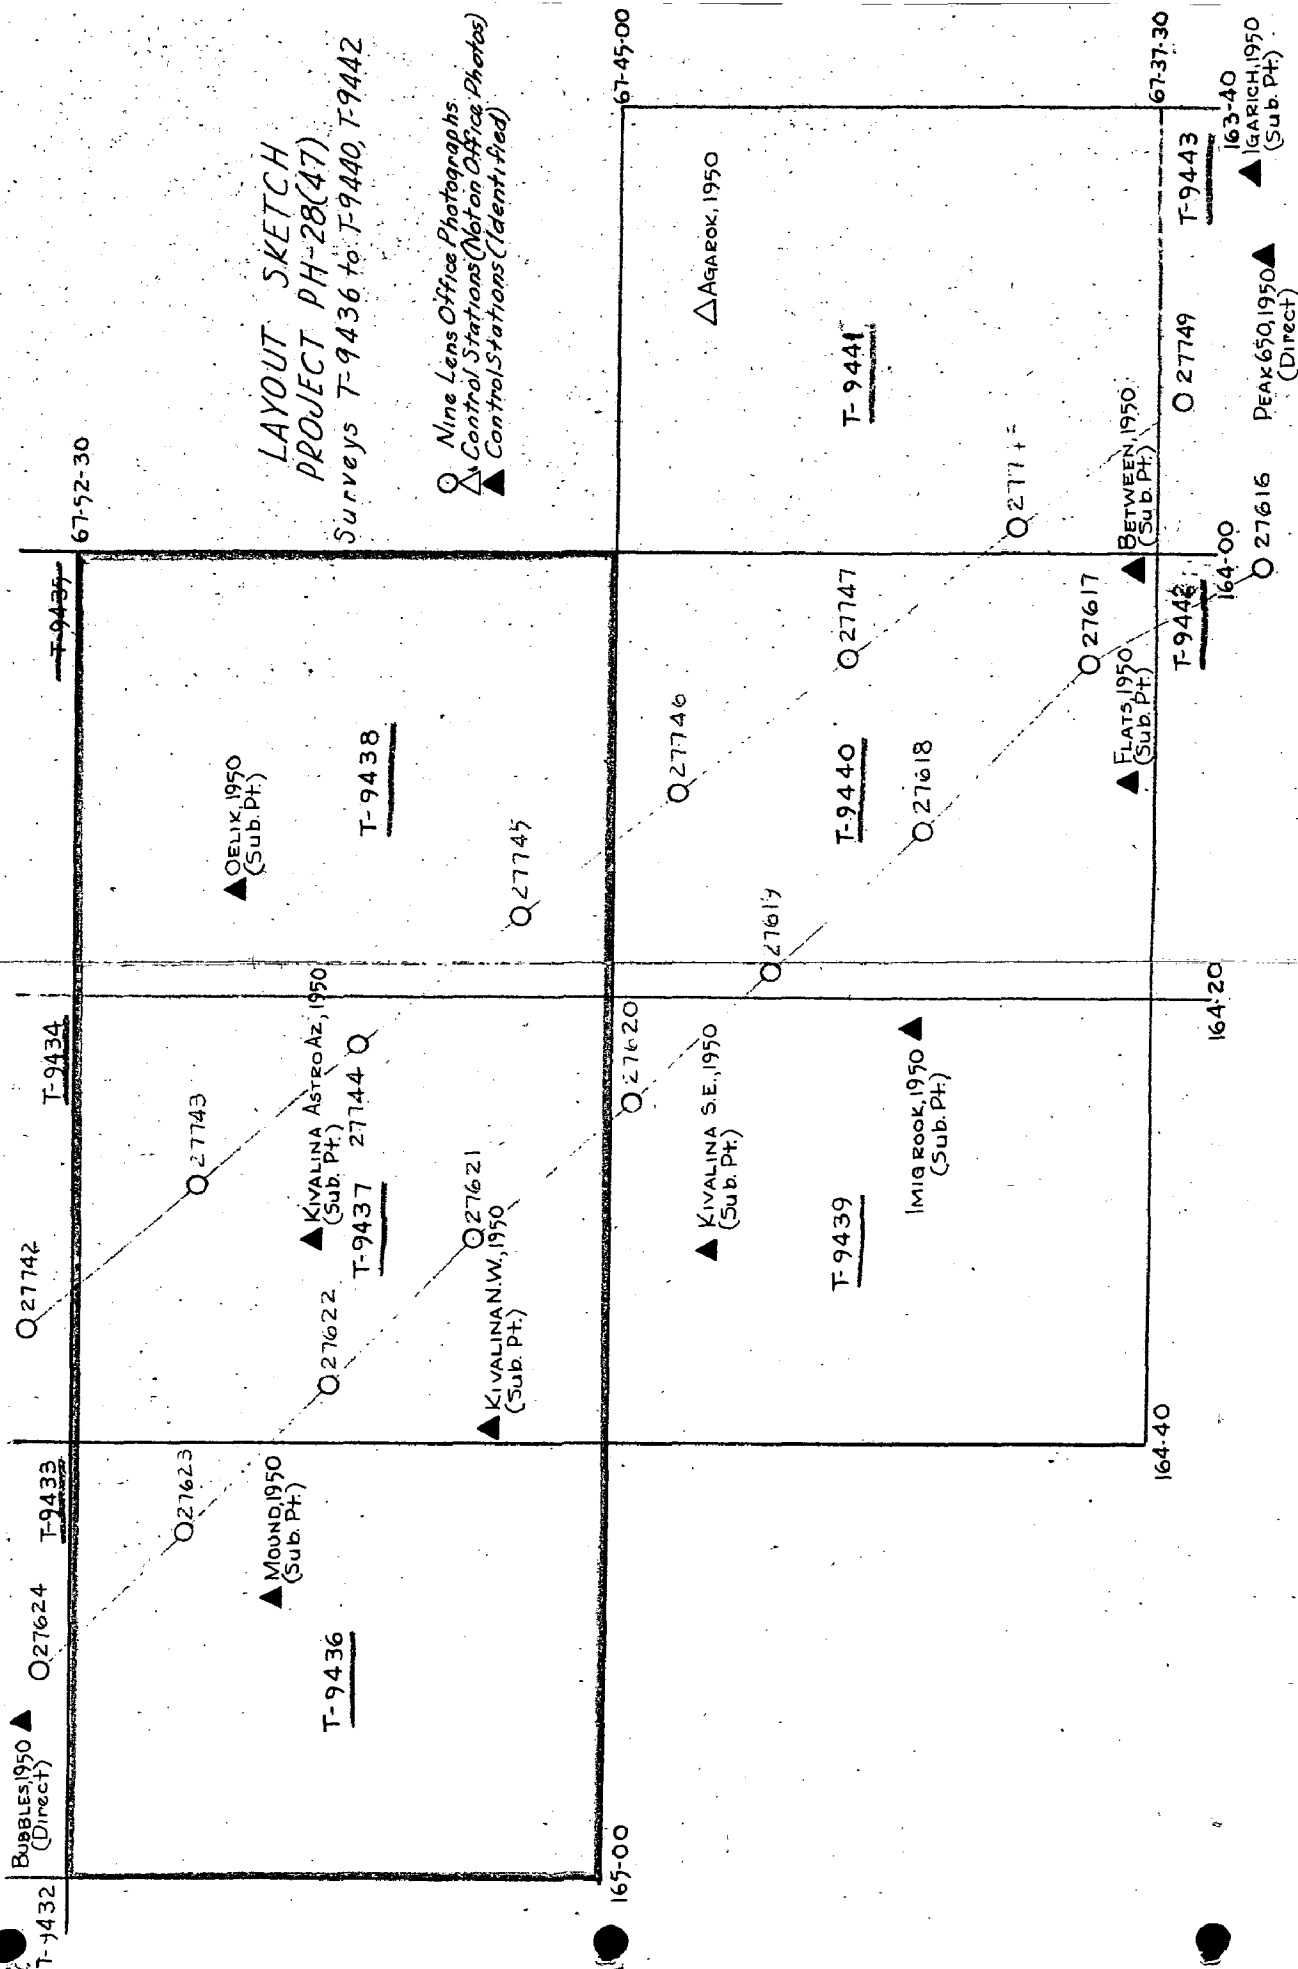 LAYOUT SKETCH
PROJECT PH-28(47)
Surveys T-9436 to T-9440, T-9442
Nine Lens Office Photographs
Control Stations (Not on Office Photos)
Control Stations (Identified)
T-9432
BUBBLES, 1950
(Direct)
27624
T-9433
27742
T-9434
T-9435
67-52-30
27623
MOUND, 1950
(Sub. Pt.)
T-9436
27743
KIVALINA ASTRO AZ, 1950
(Sub. Pt.)
27744
T-9437
27622
27621
KIVALINA N.W., 1950
(Sub. Pt.)
OELIK, 1950
(Sub. Pt.)
T-9438
27745
165-00
67-45-00
27620
KIVALINA S.E., 1950
(Sub. Pt.)
T-9439
IMIGROOK, 1950
(Sub. Pt.)
27619
27746
27747
T-9440
27618
27617
FLATS, 1950
(Sub. Pt.)
AGAROK, 1950
T-9441
BETWEEN, 1950
(Sub. Pt.)
67-37-30
164-40
164-20
T-9442
164-00
27749
T-9443
163-40
27616
PEAK 650, 1950
(Direct)
IGARICH, 1950
(Sub. Pt.)